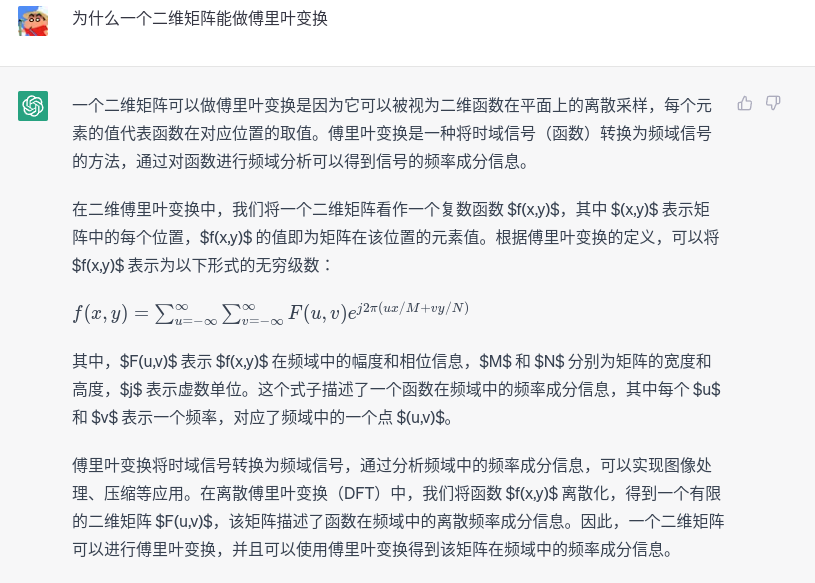 为什么一个二维矩阵能做傅里叶变换
一个二维矩阵可以做傅里叶变换是因为它可以被视为二维函数在平面上的离散采样，每个元
素的值代表函数在对应位置的取值。傅里叶变换是一种将时域信号（函数）转换为频域信号
的方法，通过对函数进行频域分析可以得到信号的频率成分信息。
在二维傅里叶变换中，我们将一个二维矩阵看作一个复数函数 $f(x,y)$，其中 $(x,y)$ 表示矩
阵中的每个位置，$f(x,y)$ 的值即为矩阵在该位置的元素值。根据傅里叶变换的定义，可以将
$f(x,y)$ 表示为以下形式的无穷级数：
f(x, y) = ∑_{u=−∞}^{∞} ∑_{v=−∞}^{∞} F(u, v)e^{j2π(ux/M+vy/N)}
其中，$F(u,v)$ 表示 $f(x,y)$ 在频域中的幅度和相位信息，$M$ 和 $N$ 分别为矩阵的宽度和
高度，$j$ 表示虚数单位。这个式子描述了一个函数在频域中的频率成分信息，其中每个 $u$
和 $v$ 表示一个频率，对应了频域中的一个点 $(u,v)$。
傅里叶变换将时域信号转换为频域信号，通过分析频域中的频率成分信息，可以实现图像处
理、压缩等应用。在离散傅里叶变换（DFT）中，我们将函数 $f(x,y)$ 离散化，得到一个有限
的二维矩阵 $F(u,v)$，该矩阵描述了函数在频域中的离散频率成分信息。因此，一个二维矩阵
可以进行傅里叶变换，并且可以使用傅里叶变换得到该矩阵在频域中的频率成分信息。